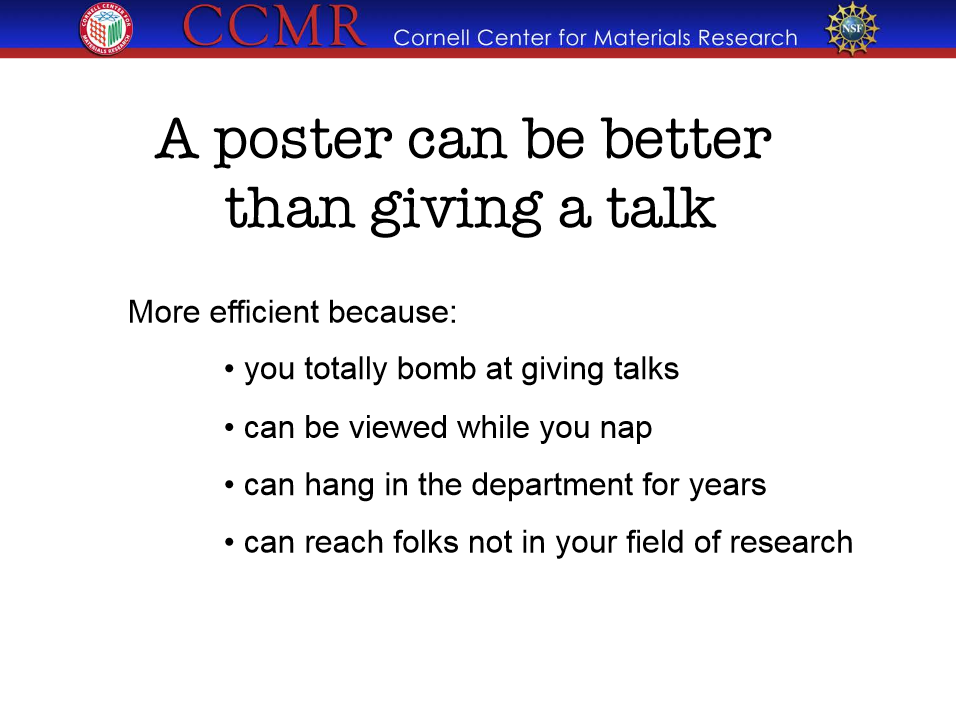 CORNELL CENTER FOR
MATERIALS RESEARCH
CCMR
Cornell Center for Materials Research
NSF
A poster can be better
than giving a talk
More efficient because:
• you totally bomb at giving talks
• can be viewed while you nap
• can hang in the department for years
• can reach folks not in your field of research